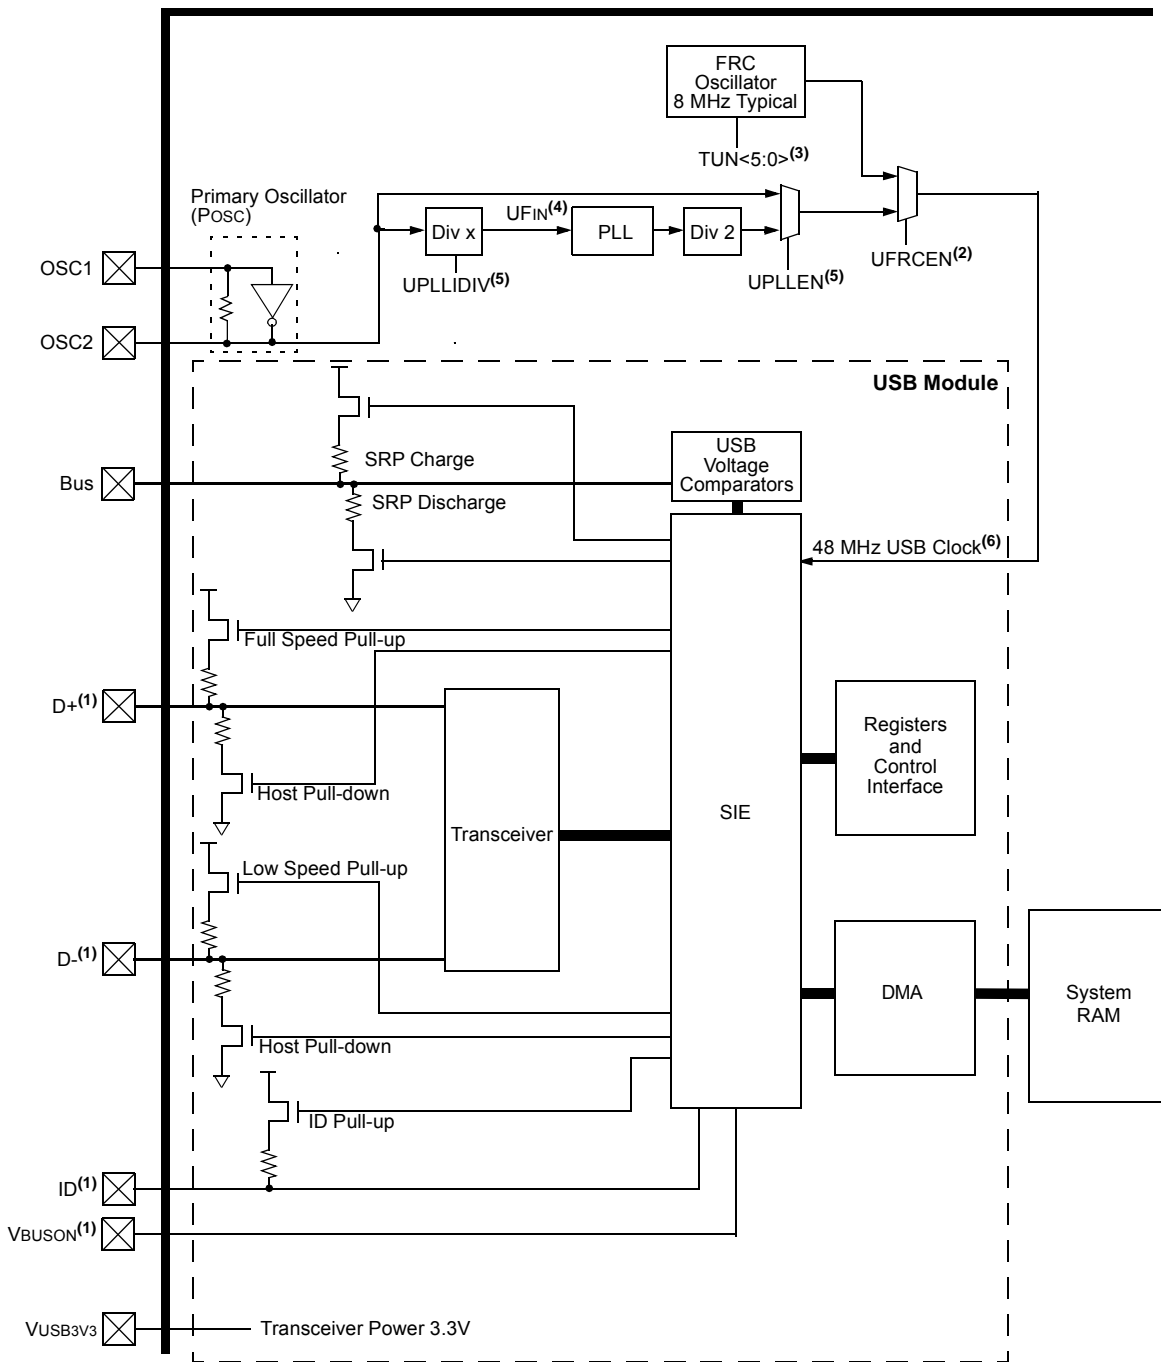 FRC
Oscillator
8 MHz Typical
TUN<5:0>(3)
Primary Oscillator
(POSC)
UFIN(4)
Div x
PLL
Div 2
UPLLIDIV(5)
UPLLEN(5)
UFRCEN(2)
OSC1
OSC2
USB Module
USB
Voltage
Comparators
SRP Charge
Bus
SRP Discharge
48 MHz USB Clock(6)
Full Speed Pull-up
D+(1)
Registers
and
Control
Interface
Host Pull-down
SIE
Transceiver
Low Speed Pull-up
D-(1)
DMA
System
RAM
Host Pull-down
ID Pull-up
ID(1)
VBUSON(1)
VUSB3V3
Transceiver Power 3.3V